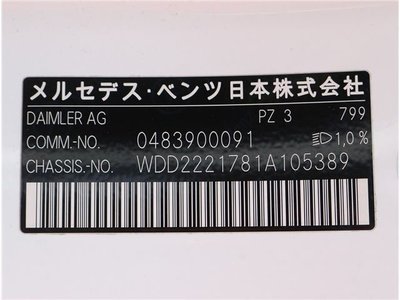 メルセデス・ベンツ日本株式会社
DAIMLER AG PZ 3 799
COMM.-NO. 0483900091 1,0%
CHASSIS.-NO. WDD2221781A105389